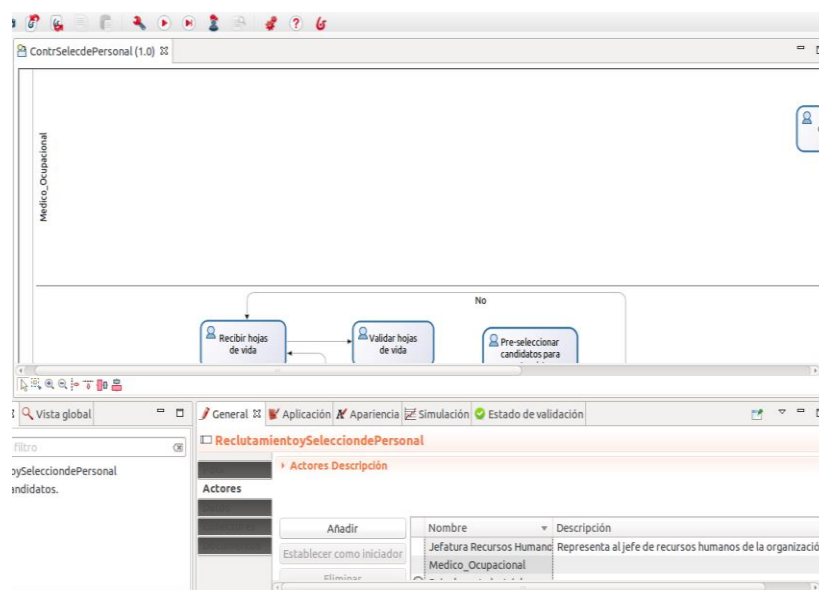 ContrSelecdePersonal (1.0)
Medico_Ocupacional
No
Recibir hojas
de vida
Validar hojas
de vida
Pre-seleccionar
candidatos para
Vista global
General
Aplicación
Apariencia
Simulación
Estado de validación
filtro
ReclutamientoySelecciondePersonal
oySelecciondePersonal
andidatos.
Actores Descripción
Actores
Añadir
Establecer como iniciador
Eliminar
Nombre
Descripción
Jefatura Recursos Humanc
Representa al jefe de recursos humanos de la organizació
Medico_Ocupacional